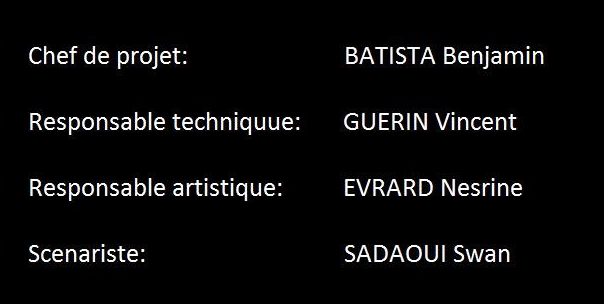 Chef de projet: BATISTA Benjamin
Responsable techniquue: GUERIN Vincent
Responsable artistique: EVRARD Nesrine
Scenariste: SADAOUI Swan